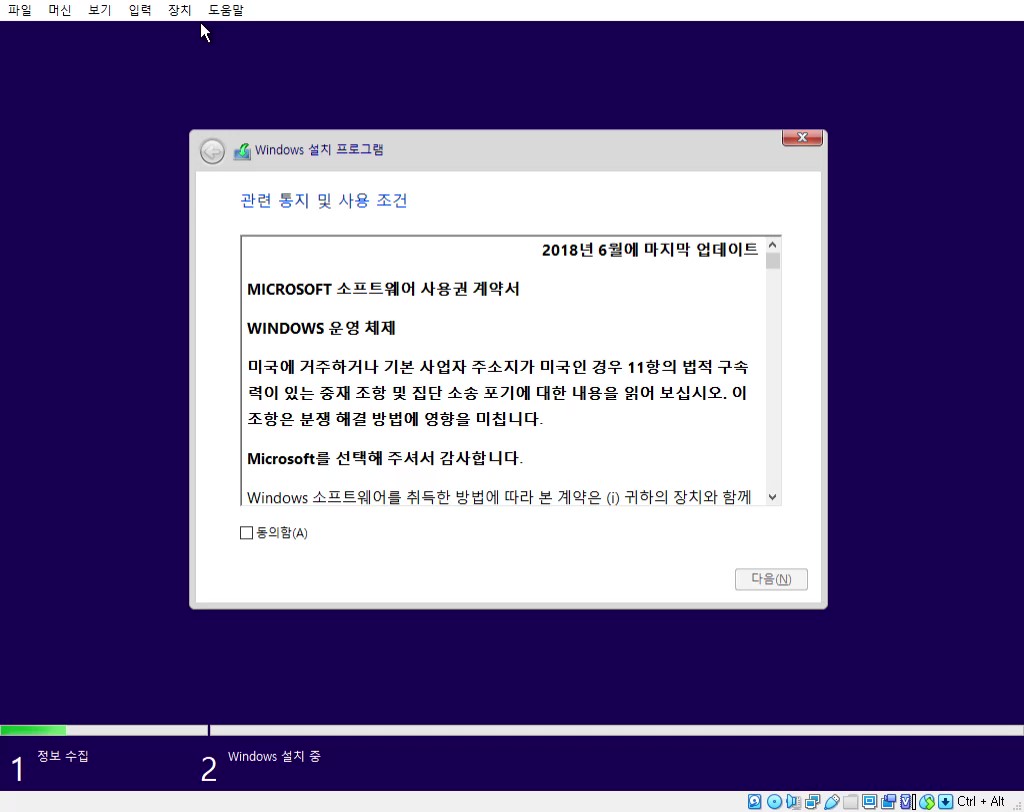 파일 머신 보기 입력 장치 도움말
Windows 설치 프로그램
관련 통지 및 사용 조건
2018년 6월에 마지막 업데이트
MICROSOFT 소프트웨어 사용권 계약서
WINDOWS 운영 체제
미국에 거주하거나 기본 사업자 주소지가 미국인 경우 11항의 법적 구속
력이 있는 중재 조항 및 집단 소송 포기에 대한 내용을 읽어 보십시오. 이
조항은 분쟁 해결 방법에 영향을 미칩니다.
Microsoft를 선택해 주셔서 감사합니다.
Windows 소프트웨어를 취득한 방법에 따라 본 계약은 (i) 귀하의 장치와 함께
동의함(A)
다음(N)
1 정보 수집
2 Windows 설치 중
Ctrl + Alt